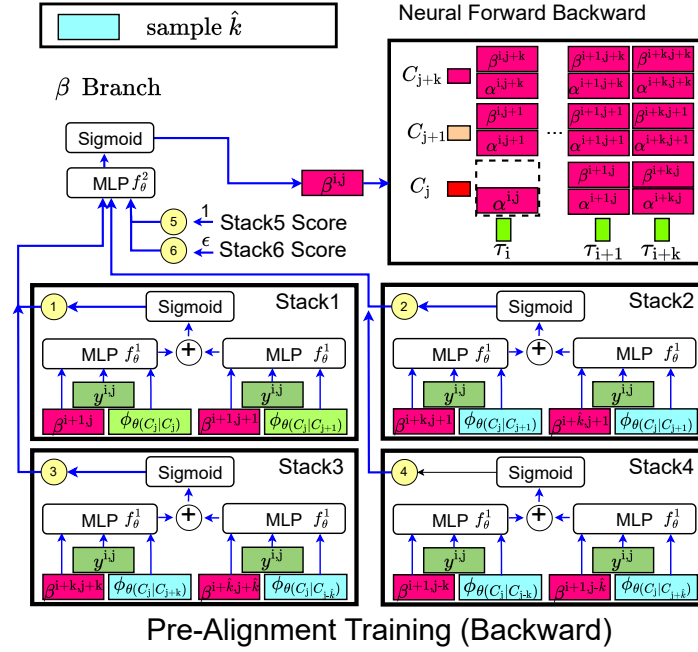 sample k̂
Neural Forward Backward
C_{j+k} β^{i,j+k} β^{i+1,j+k} β^{i+k,j+k}
α^{i,j+k} α^{i+1,j+k} α^{i+k,j+k}
C_{j+1} β^{i,j+1} ... β^{i+1,j+1} β^{i+k,j+1}
α^{i,j+1} α^{i+1,j+1} α^{i+k,j+1}
C_j β^{i+1,j} β^{i+k,j}
α^{i,j} α^{i+1,j} α^{i+k,j}
τ_i τ_{i+1} τ_{i+k}
β Branch
Sigmoid
MLP f_θ^2
β^{i,j}
5 1 Stack5 Score
6 ϵ Stack6 Score
1 Sigmoid Stack1
MLP f_θ^1 + MLP f_θ^1
y^{i,j} y^{i,j}
β^{i+1,j} ϕ_{θ(C_j|C_j)} β^{i+1,j+1} ϕ_{θ(C_j|C_{j+1})}
2 Sigmoid Stack2
MLP f_θ^1 + MLP f_θ^1
y^{i,j} y^{i,j}
β^{i+k,j+1} ϕ_{θ(C_j|C_{j+1})} β^{i+k̂,j+1} ϕ_{θ(C_j|C_{j+1})}
3 Sigmoid Stack3
MLP f_θ^1 + MLP f_θ^1
y^{i,j} y^{i,j}
β^{i+k,j+k} ϕ_{θ(C_j|C_{j+k})} β^{i+k̂,j+k̂} ϕ_{θ(C_j|C_{j-k̂})}
4 Sigmoid Stack4
MLP f_θ^1 + MLP f_θ^1
y^{i,j} y^{i,j}
β^{i+1,j-k} ϕ_{θ(C_j|C_{j-k})} β^{i+1,j-k̂} ϕ_{θ(C_j|C_{j+k̂})}
Pre-Alignment Training (Backward)